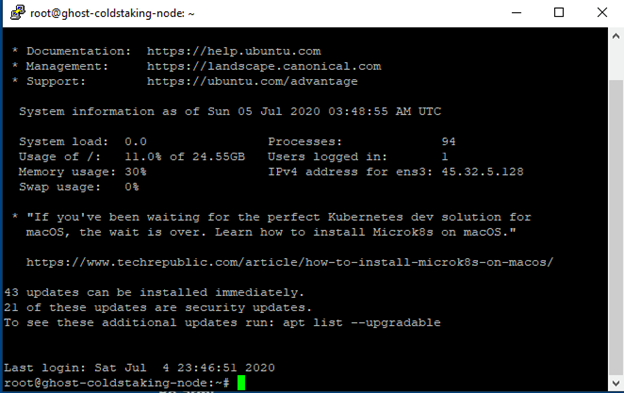 root@ghost-coldstaking-node: ~
* Documentation:  https://help.ubuntu.com
* Management:     https://landscape.canonical.com
* Support:        https://ubuntu.com/advantage
System information as of Sun 05 Jul 2020 03:48:55 AM UTC
System load:  0.0                Processes:             94
Usage of /:   11.0% of 24.55GB   Users logged in:       1
Memory usage: 30%                IPv4 address for ens3: 45.32.5.128
Swap usage:   0%
* "If you've been waiting for the perfect Kubernetes dev solution for
macOS, the wait is over. Learn how to install Microk8s on macOS."
https://www.techrepublic.com/article/how-to-install-microk8s-on-macos/
43 updates can be installed immediately.
21 of these updates are security updates.
To see these additional updates run: apt list --upgradable
Last login: Sat Jul  4 23:46:51 2020
root@ghost-coldstaking-node:~#